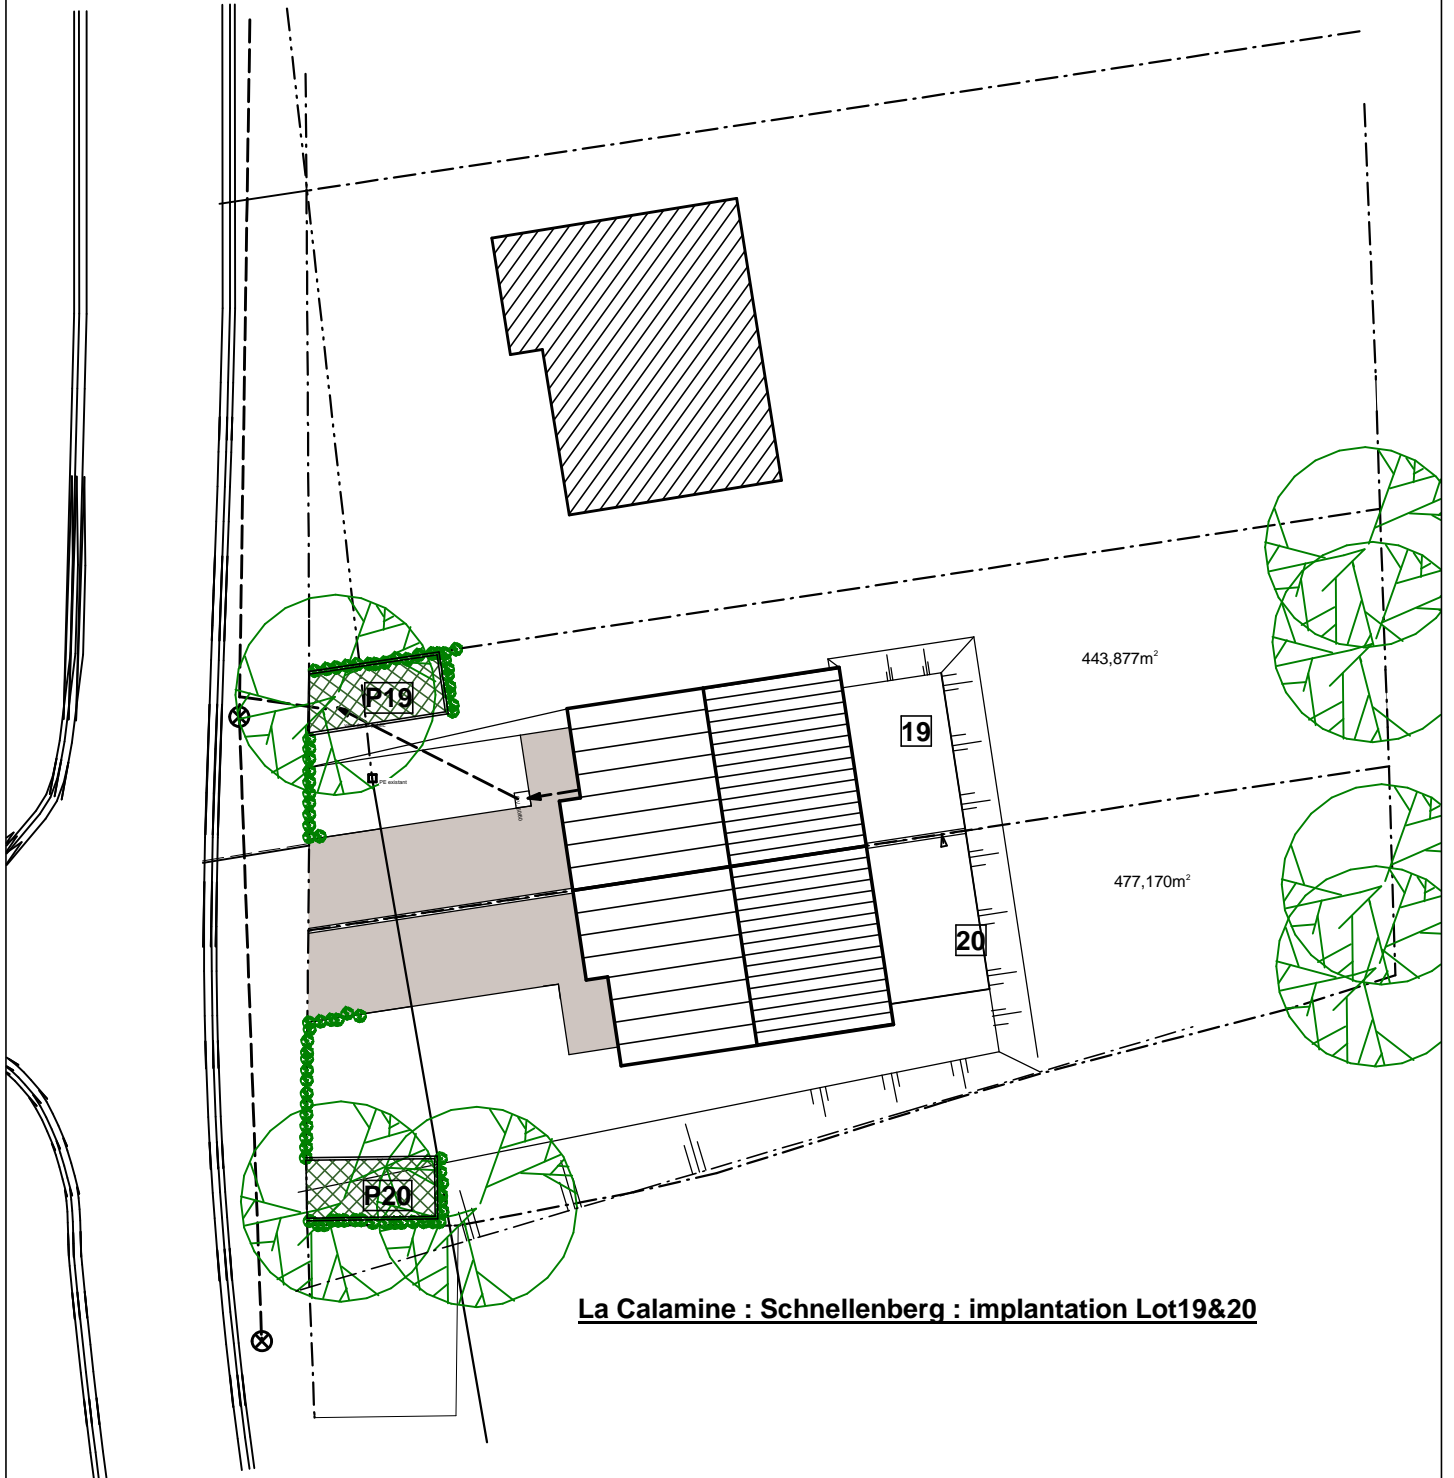 443,877m²
P19
19
PE existant
477,170m²
20
P20
La Calamine : Schnellenberg : implantation Lot19&20